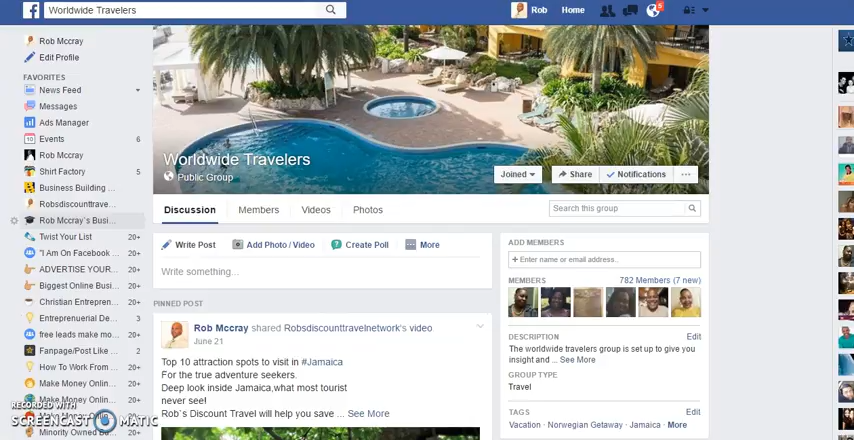 Worldwide Travelers
Rob
Home
5
Rob Mccray
Edit Profile
FAVORITES
News Feed
Messages
Ads Manager
Events 6
Rob Mccray
Shirt Factory 5
Business Building ...
Robsdiscounttrave...
Rob Mccray`s Busi...
Twist Your List 20+
"I Am On Facebook ... 20+
ADVERTISE YOUR... 20+
Biggest Online Busi... 20+
Christian Entrepren... 20+
Entreprenuerial De... 3
free leads make mo... 20+
Fanpage/Post Like ... 2
How To Work From ... 20+
Make Money Onlin... 20+
Make Money Onlin... 20+
20+
Minority Owned Bu... 20+
RECORDED WITH
SCREENCAST MATIC
Worldwide Travelers
Public Group
Joined
Share
Notifications
...
Discussion
Members
Videos
Photos
Search this group
Write Post
Add Photo / Video
Create Poll
More
Write something...
PINNED POST
Rob Mccray shared Robsdiscounttravelnetwork's video
June 21
Top 10 attraction spots to visit in #Jamaica
For the true adventure seekers.
Deep look inside Jamaica,what most tourist
never see!
Rob`s Discount Travel will help you save ... See More
ADD MEMBERS
+ Enter name or email address..
MEMBERS
782 Members (7 new)
DESCRIPTION
Edit
The worldwide travelers group is set up to give you
insight and ... See More
GROUP TYPE
Travel
TAGS
Edit
Vacation · Norwegian Getaway · Jamaica · More